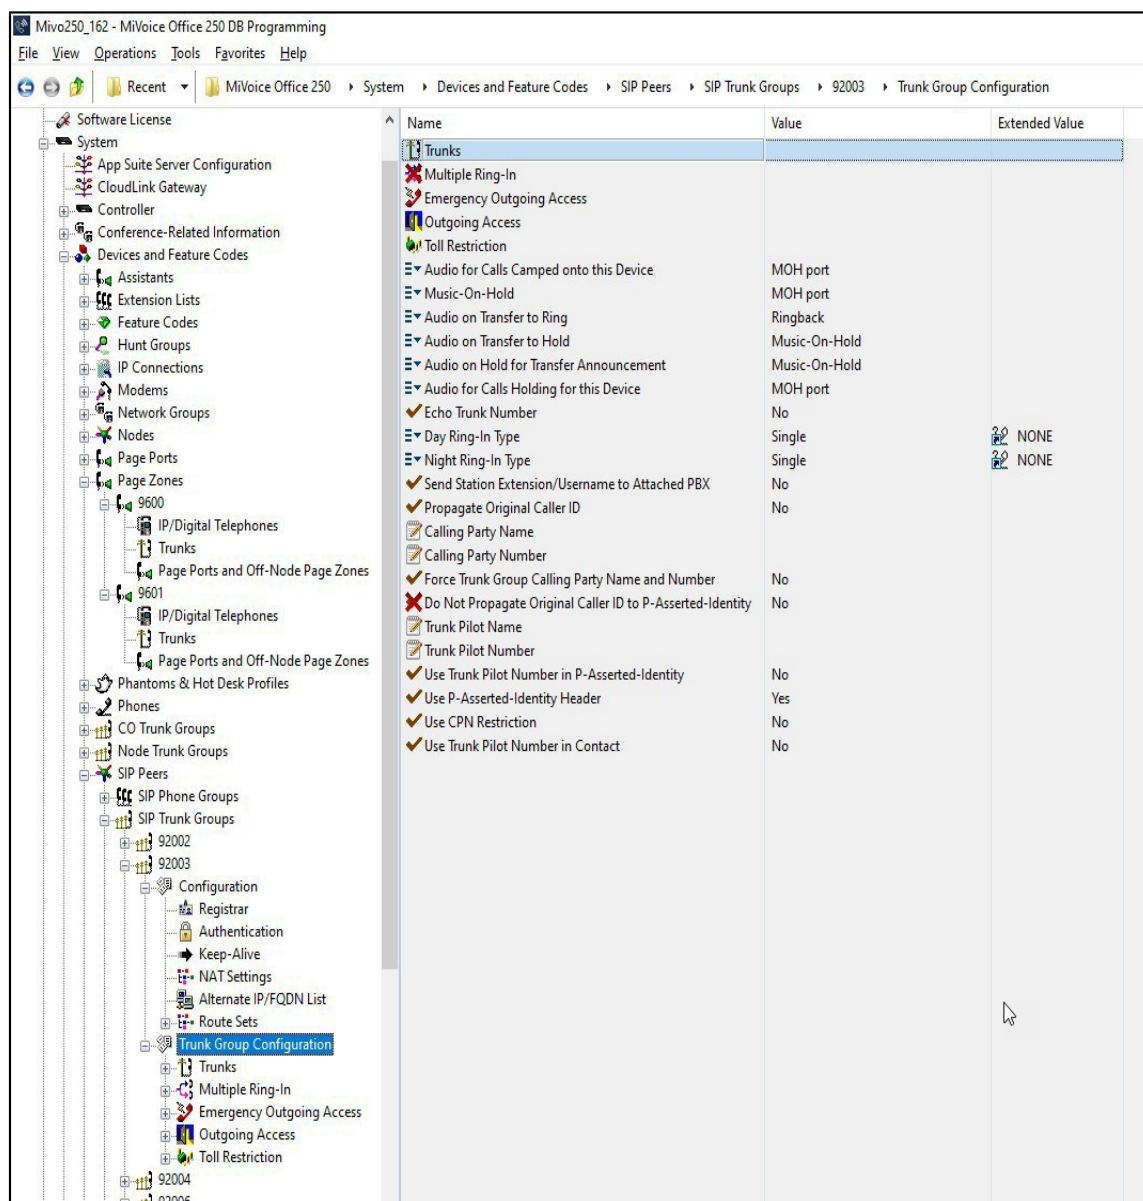 Mivo250_162 - MiVoice Office 250 DB Programming
File View Operations Tools Favorites Help
Recent MiVoice Office 250 System Devices and Feature Codes SIP Peers SIP Trunk Groups 92003 Trunk Group Configuration
Software License
System
App Suite Server Configuration
CloudLink Gateway
Controller
Conference-Related Information
Devices and Feature Codes
Assistants
Extension Lists
Feature Codes
Hunt Groups
IP Connections
Modems
Network Groups
Nodes
Page Ports
Page Zones
9600
IP/Digital Telephones
Trunks
Page Ports and Off-Node Page Zones
9601
IP/Digital Telephones
Trunks
Page Ports and Off-Node Page Zones
Phantoms & Hot Desk Profiles
Phones
CO Trunk Groups
Node Trunk Groups
SIP Peers
SIP Phone Groups
SIP Trunk Groups
92002
92003
Configuration
Registrar
Authentication
Keep-Alive
NAT Settings
Alternate IP/FQDN List
Route Sets
Trunk Group Configuration
Trunks
Multiple Ring-In
Emergency Outgoing Access
Outgoing Access
Toll Restriction
92004
Name Value Extended Value
Trunks
Multiple Ring-In
Emergency Outgoing Access
Outgoing Access
Toll Restriction
Audio for Calls Camped onto this Device MOH port
Music-On-Hold MOH port
Audio on Transfer to Ring Ringback
Audio on Transfer to Hold Music-On-Hold
Audio on Hold for Transfer Announcement Music-On-Hold
Audio for Calls Holding for this Device MOH port
Echo Trunk Number No
Day Ring-In Type Single NONE
Night Ring-In Type Single NONE
Send Station Extension/Username to Attached PBX No
Propagate Original Caller ID No
Calling Party Name
Calling Party Number
Force Trunk Group Calling Party Name and Number No
Do Not Propagate Original Caller ID to P-Asserted-Identity No
Trunk Pilot Name
Trunk Pilot Number
Use Trunk Pilot Number in P-Asserted-Identity No
Use P-Asserted-Identity Header Yes
Use CPN Restriction No
Use Trunk Pilot Number in Contact No